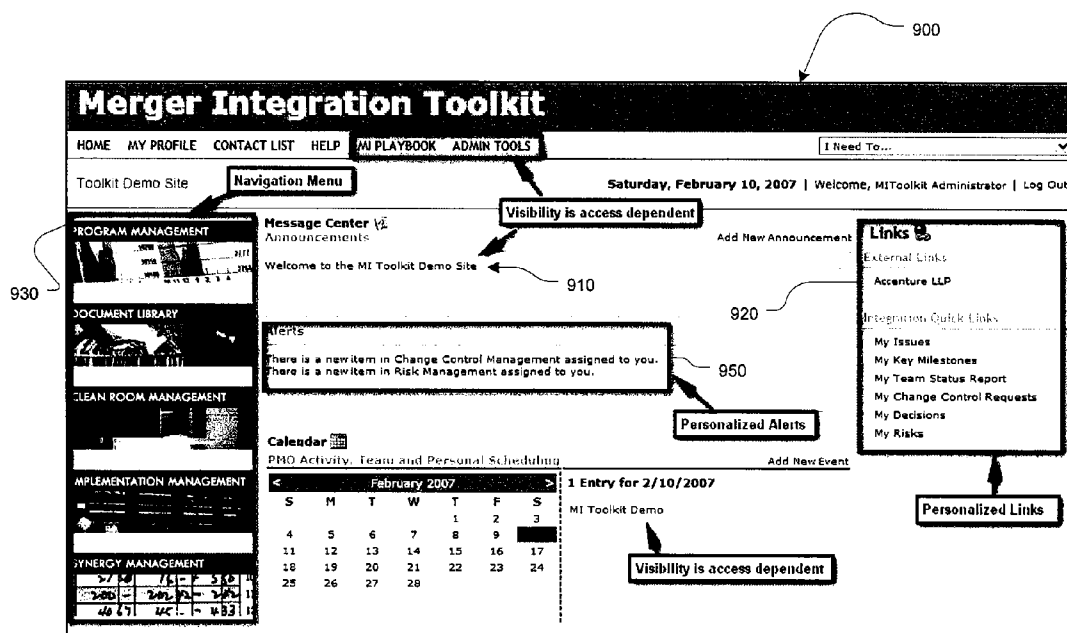 900
Merger Integration Toolkit
HOME MY PROFILE CONTACT LIST HELP MI PLAYBOOK ADMIN TOOLS
I Need To...
Toolkit Demo Site
Navigation Menu
Saturday, February 10, 2007 | Welcome, MIToolkit Administrator | Log Out
Visibility is access dependent
930
PROGRAM MANAGEMENT
DOCUMENT LIBRARY
CLEAN ROOM MANAGEMENT
IMPLEMENTATION MANAGEMENT
SYNERGY MANAGEMENT
Message Center
Announcements
Add New Announcement
Welcome to the MI Toolkit Demo Site
910
Alerts
There is a new item in Change Control Management assigned to you.
There is a new item in Risk Management assigned to you.
950
Personalized Alerts
920
Links
External Links
Accenture LLP
Integration Quick Links
My Issues
My Key Milestones
My Team Status Report
My Change Control Requests
My Decisions
My Risks
Personalized Links
Calendar
PMO Activity, Team and Personal Scheduling
Add New Event
< February 2007 >
S M T W T F S
1 2 3
4 5 6 7 8 9
11 12 13 14 15 16 17
18 19 20 21 22 23 24
25 26 27 28
1 Entry for 2/10/2007
MI Toolkit Demo
Visibility is access dependent